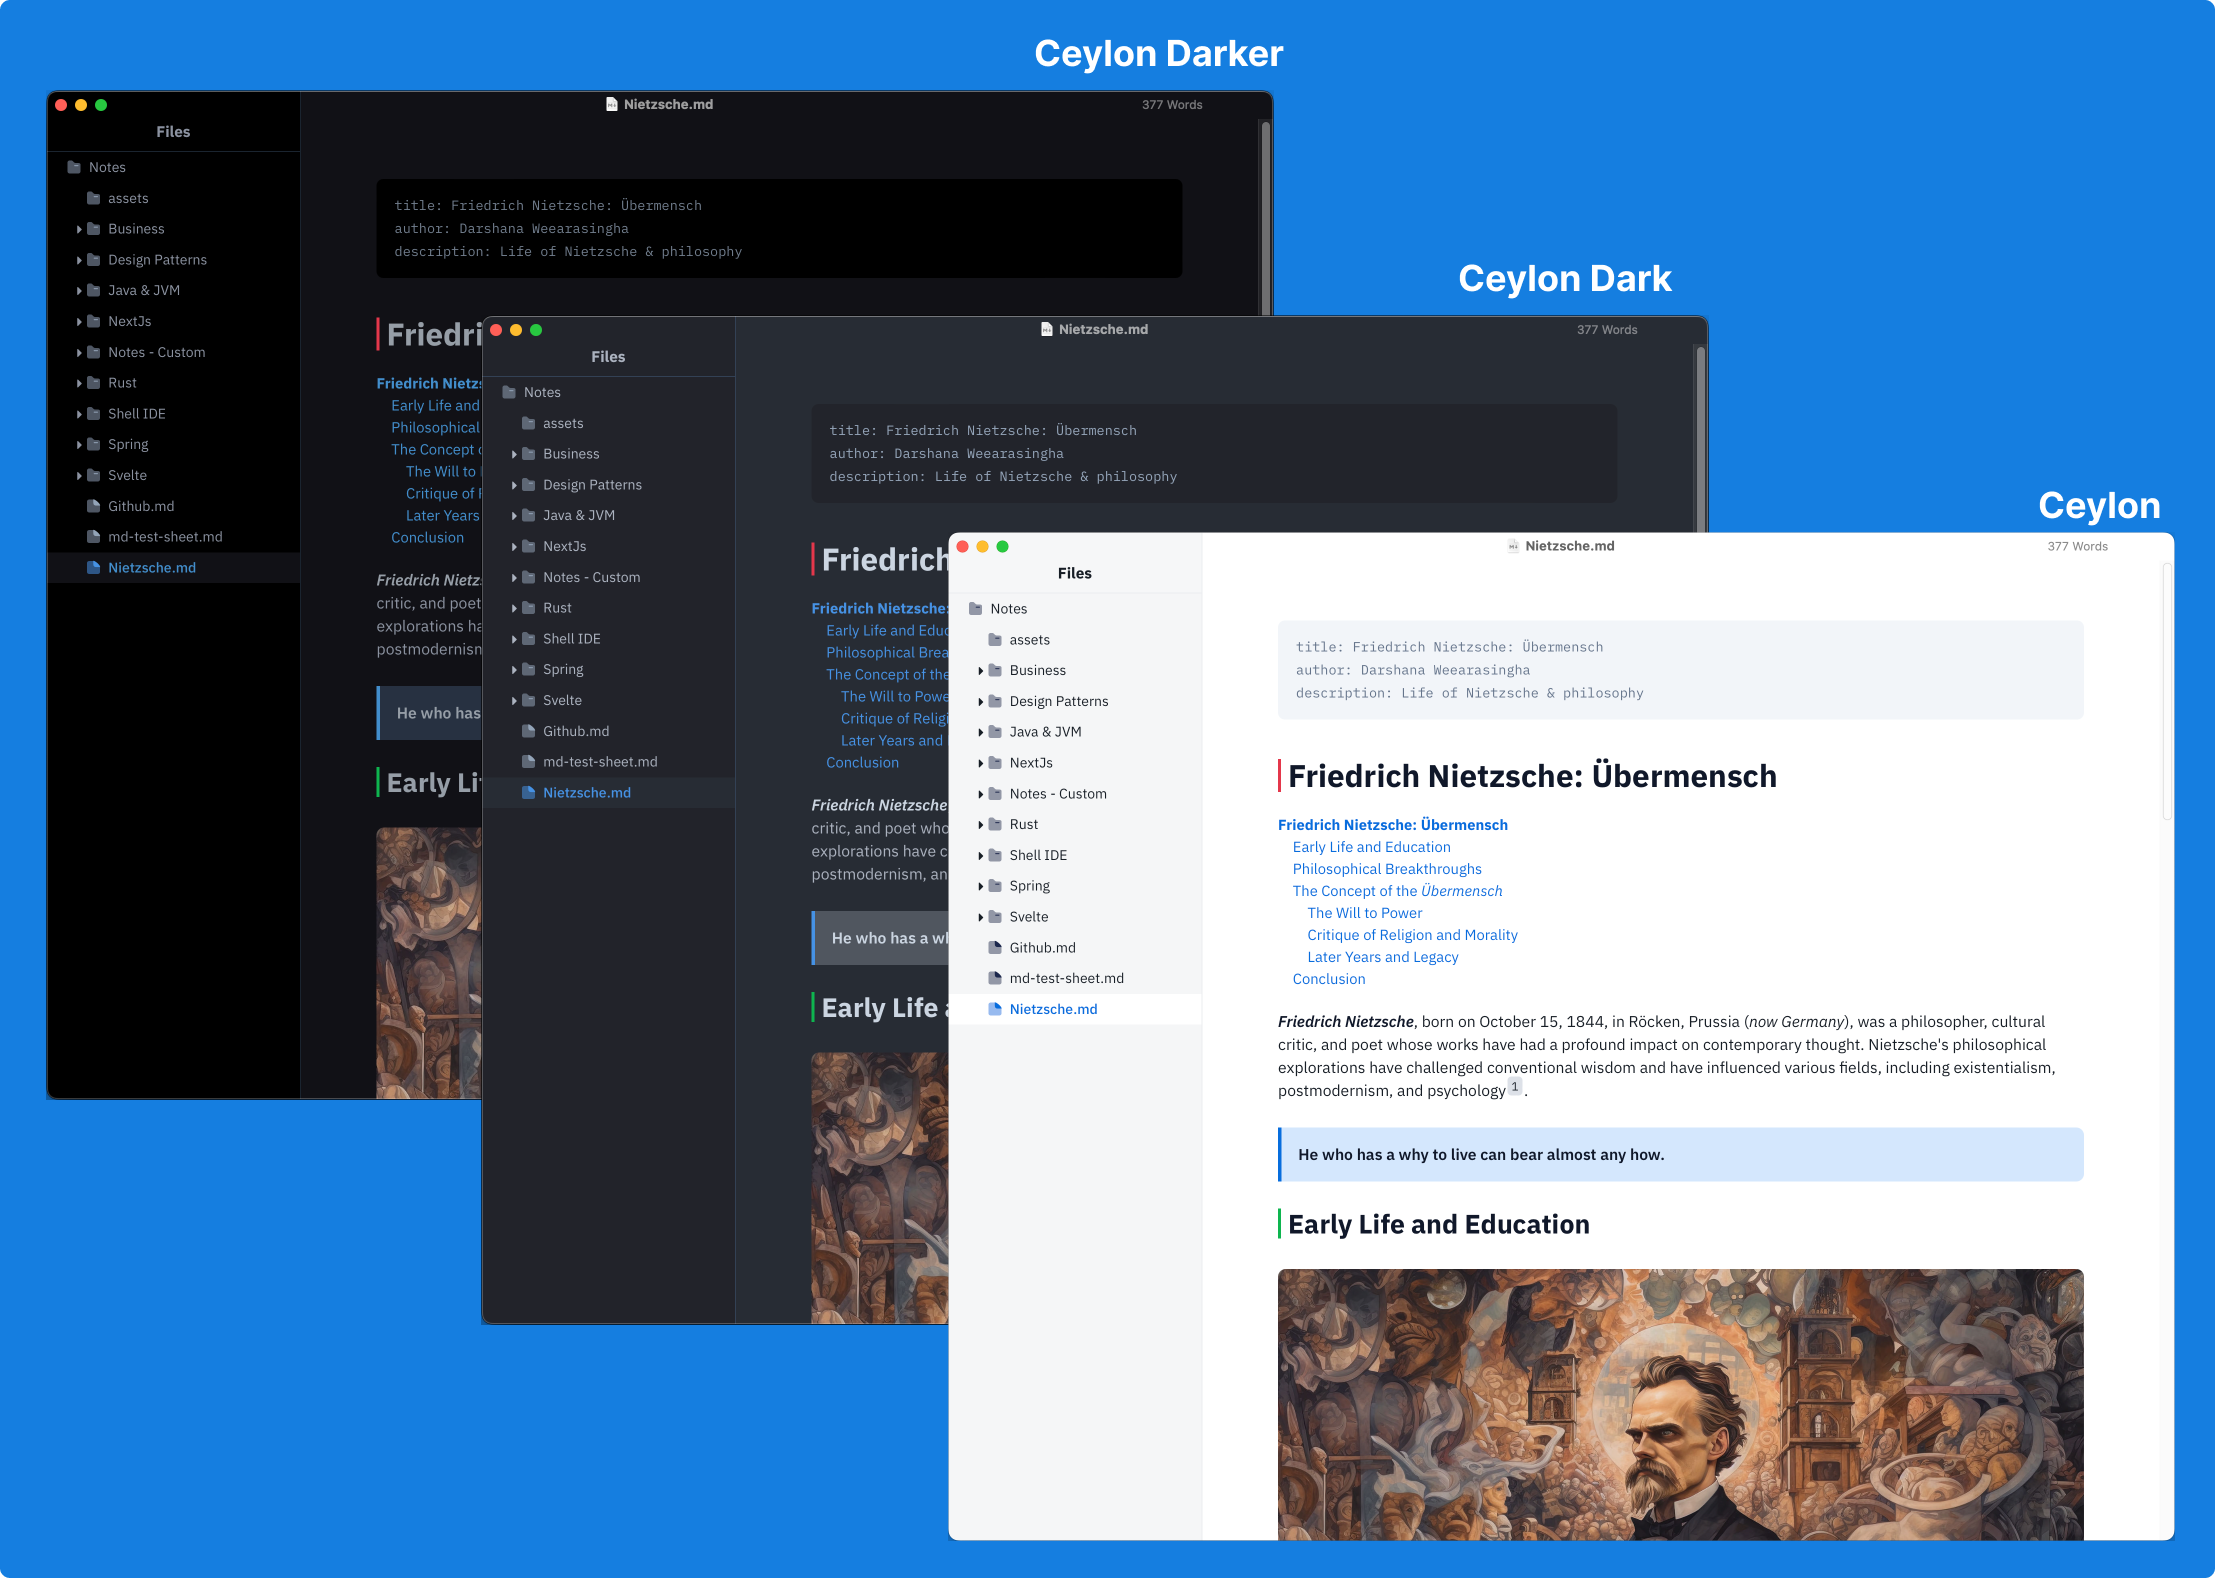 Ceylon Darker
Nietzsche.md
377 Words
Files
Notes
assets
Business
Design Patterns
Java & JVM
NextJs
Notes - Custom
Rust
Shell IDE
Spring
Svelte
Github.md
md-test-sheet.md
Nietzsche.md
title: Friedrich Nietzsche: Übermensch
author: Darshana Weearasingha
description: Life of Nietzsche & philosophy
Friedri
Friedrich Nietzs
Early Life and
Philosophical
The Concept
The Will to
Critique of
Later Years
Conclusion
Friedrich Nietz
critic, and poet
explorations ha
postmodernism
He who has
Early Li
Ceylon Dark
Nietzsche.md
377 Words
Files
Notes
assets
Business
Design Patterns
Java & JVM
NextJs
Notes - Custom
Rust
Shell IDE
Spring
Svelte
Github.md
md-test-sheet.md
Nietzsche.md
title: Friedrich Nietzsche: Übermensch
author: Darshana Weearasingha
description: Life of Nietzsche & philosophy
Friedrich
Friedrich Nietzsche:
Early Life and Educ
Philosophical Brea
The Concept of the
The Will to Powe
Critique of Religi
Later Years and
Conclusion
Friedrich Nietzsche
critic, and poet who
explorations have c
postmodernism, an
He who has a wh
Early Life
Ceylon
Nietzsche.md
377 Words
Files
Notes
assets
Business
Design Patterns
Java & JVM
NextJs
Notes - Custom
Rust
Shell IDE
Spring
Svelte
Github.md
md-test-sheet.md
Nietzsche.md
title: Friedrich Nietzsche: Übermensch
author: Darshana Weearasingha
description: Life of Nietzsche & philosophy
Friedrich Nietzsche: Übermensch
Friedrich Nietzsche: Übermensch
Early Life and Education
Philosophical Breakthroughs
The Concept of the Übermensch
The Will to Power
Critique of Religion and Morality
Later Years and Legacy
Conclusion
Friedrich Nietzsche, born on October 15, 1844, in Röcken, Prussia (now Germany), was a philosopher, cultural
critic, and poet whose works have had a profound impact on contemporary thought. Nietzsche's philosophical
explorations have challenged conventional wisdom and have influenced various fields, including existentialism,
postmodernism, and psychology 1 .
He who has a why to live can bear almost any how.
Early Life and Education